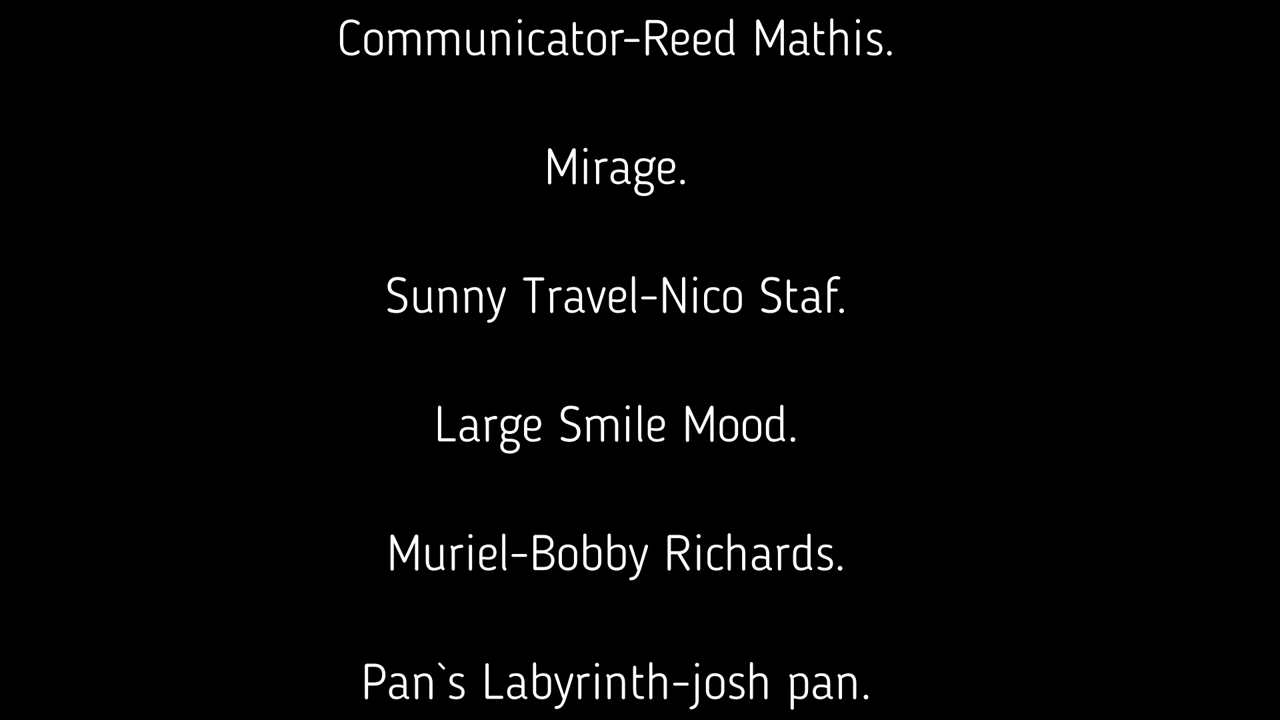 Communicator-Reed Mathis.
Mirage.
Sunny Travel-Nico Staf.
Large Smile Mood.
Muriel-Bobby Richards.
Pan`s Labyrinth-josh pan.